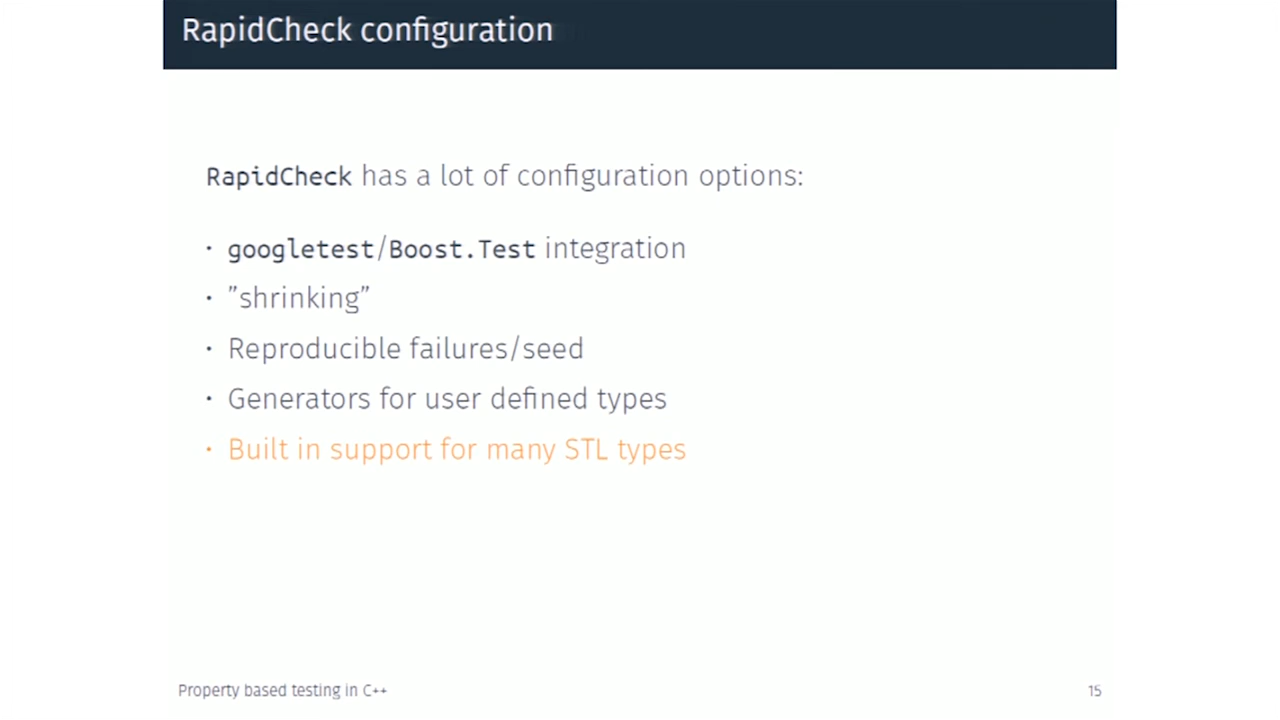 RapidCheck configuration
RapidCheck has a lot of configuration options:
· googletest/Boost.Test integration
· ”shrinking”
· Reproducible failures/seed
· Generators for user defined types
· Built in support for many STL types
Property based testing in C++
15